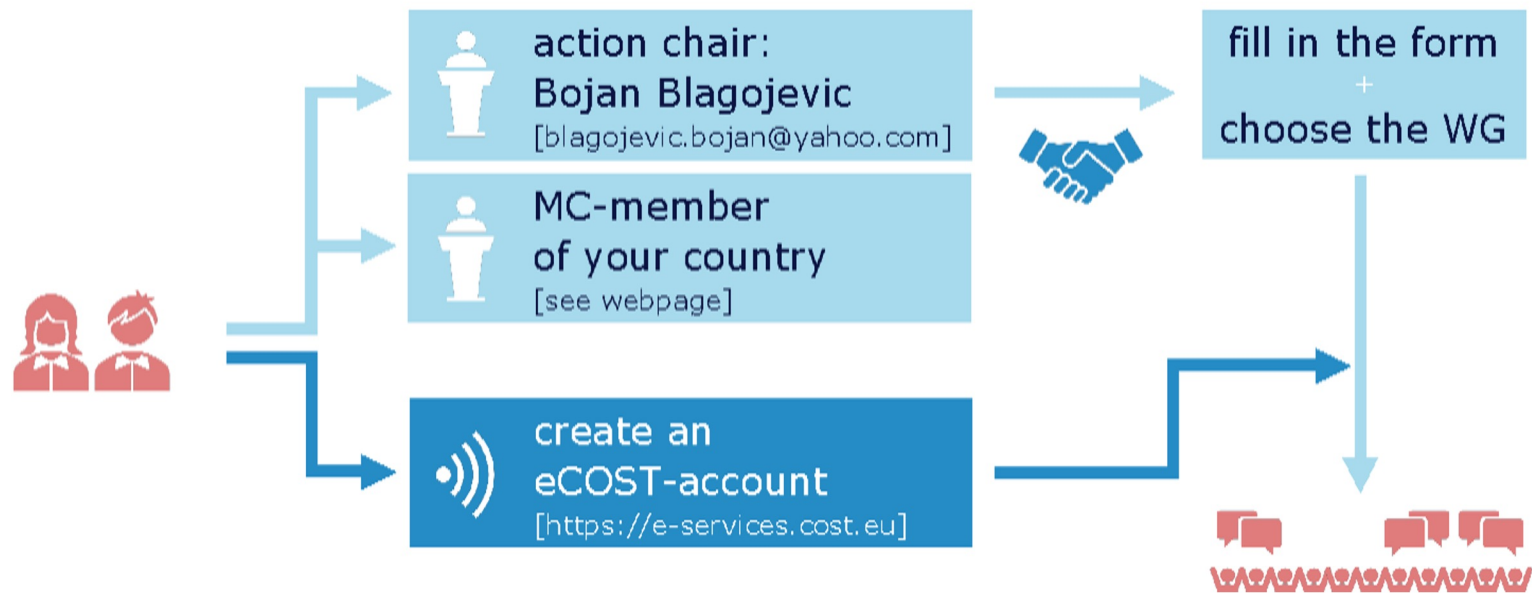 action chair:
Bojan Blagojevic
[blagojevic.bojan@yahoo.com]
MC-member
of your country
[see webpage]
create an
eCOST-account
[https://e-services.cost.eu]
fill in the form
+
choose the WG